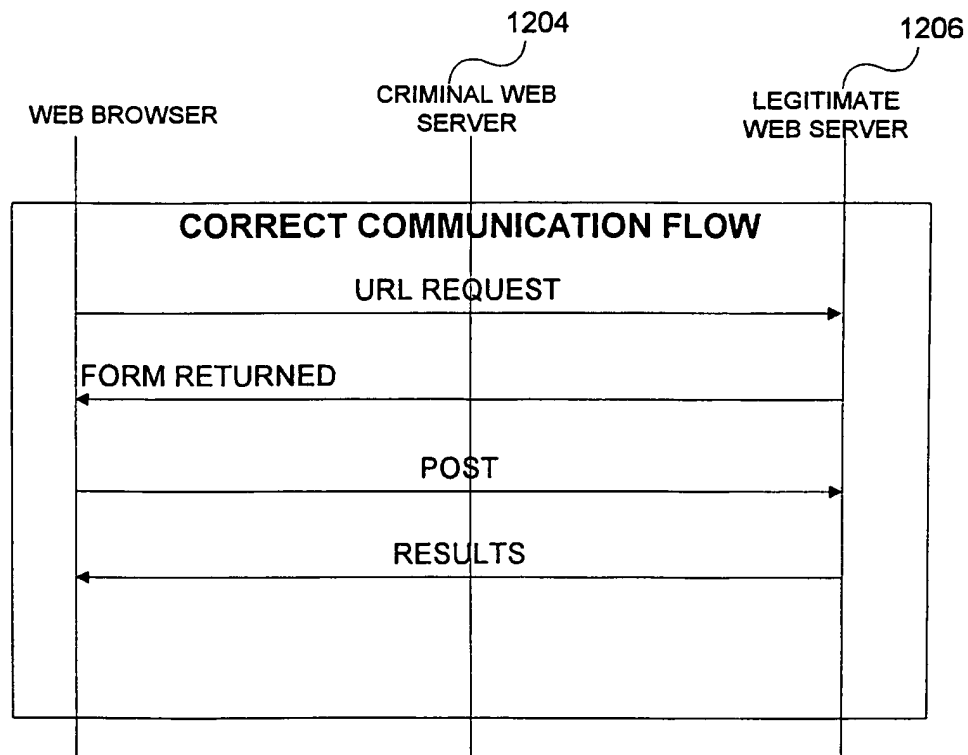 1204
1206
WEB BROWSER
CRIMINAL WEB
SERVER
LEGITIMATE
WEB SERVER
CORRECT COMMUNICATION FLOW
URL REQUEST
FORM RETURNED
POST
RESULTS